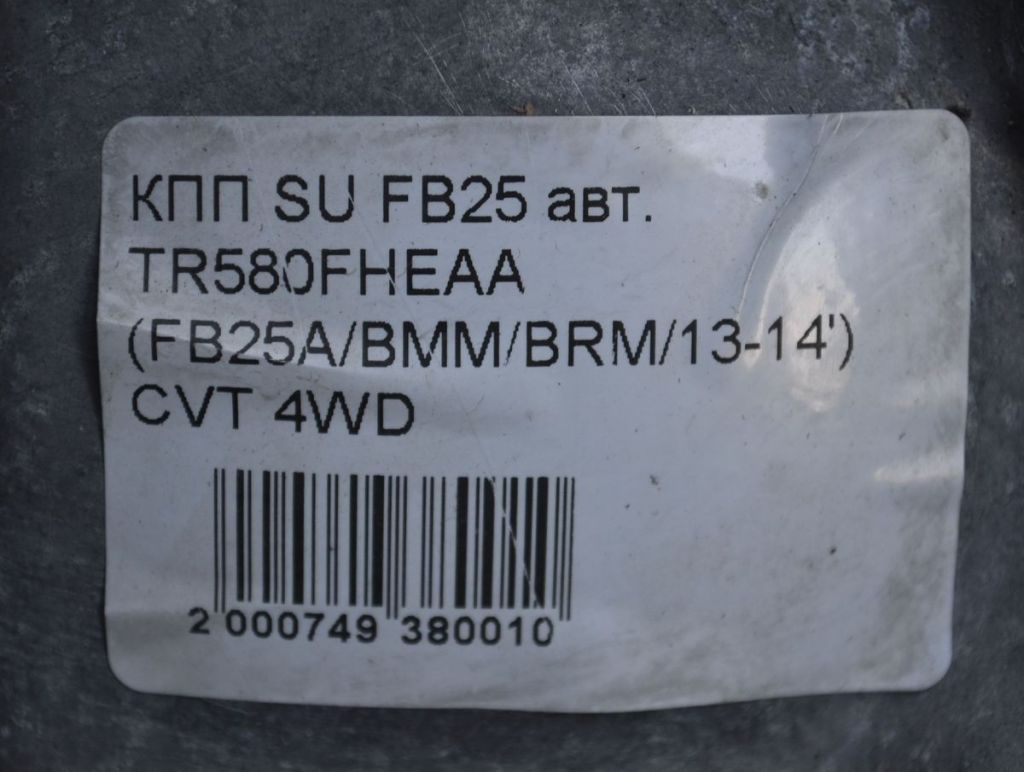 КПП SU FB25 авт.
TR580FHEAA
(FB25A/BMM/BRM/13-14')
CVT 4WD
2 000749 380010